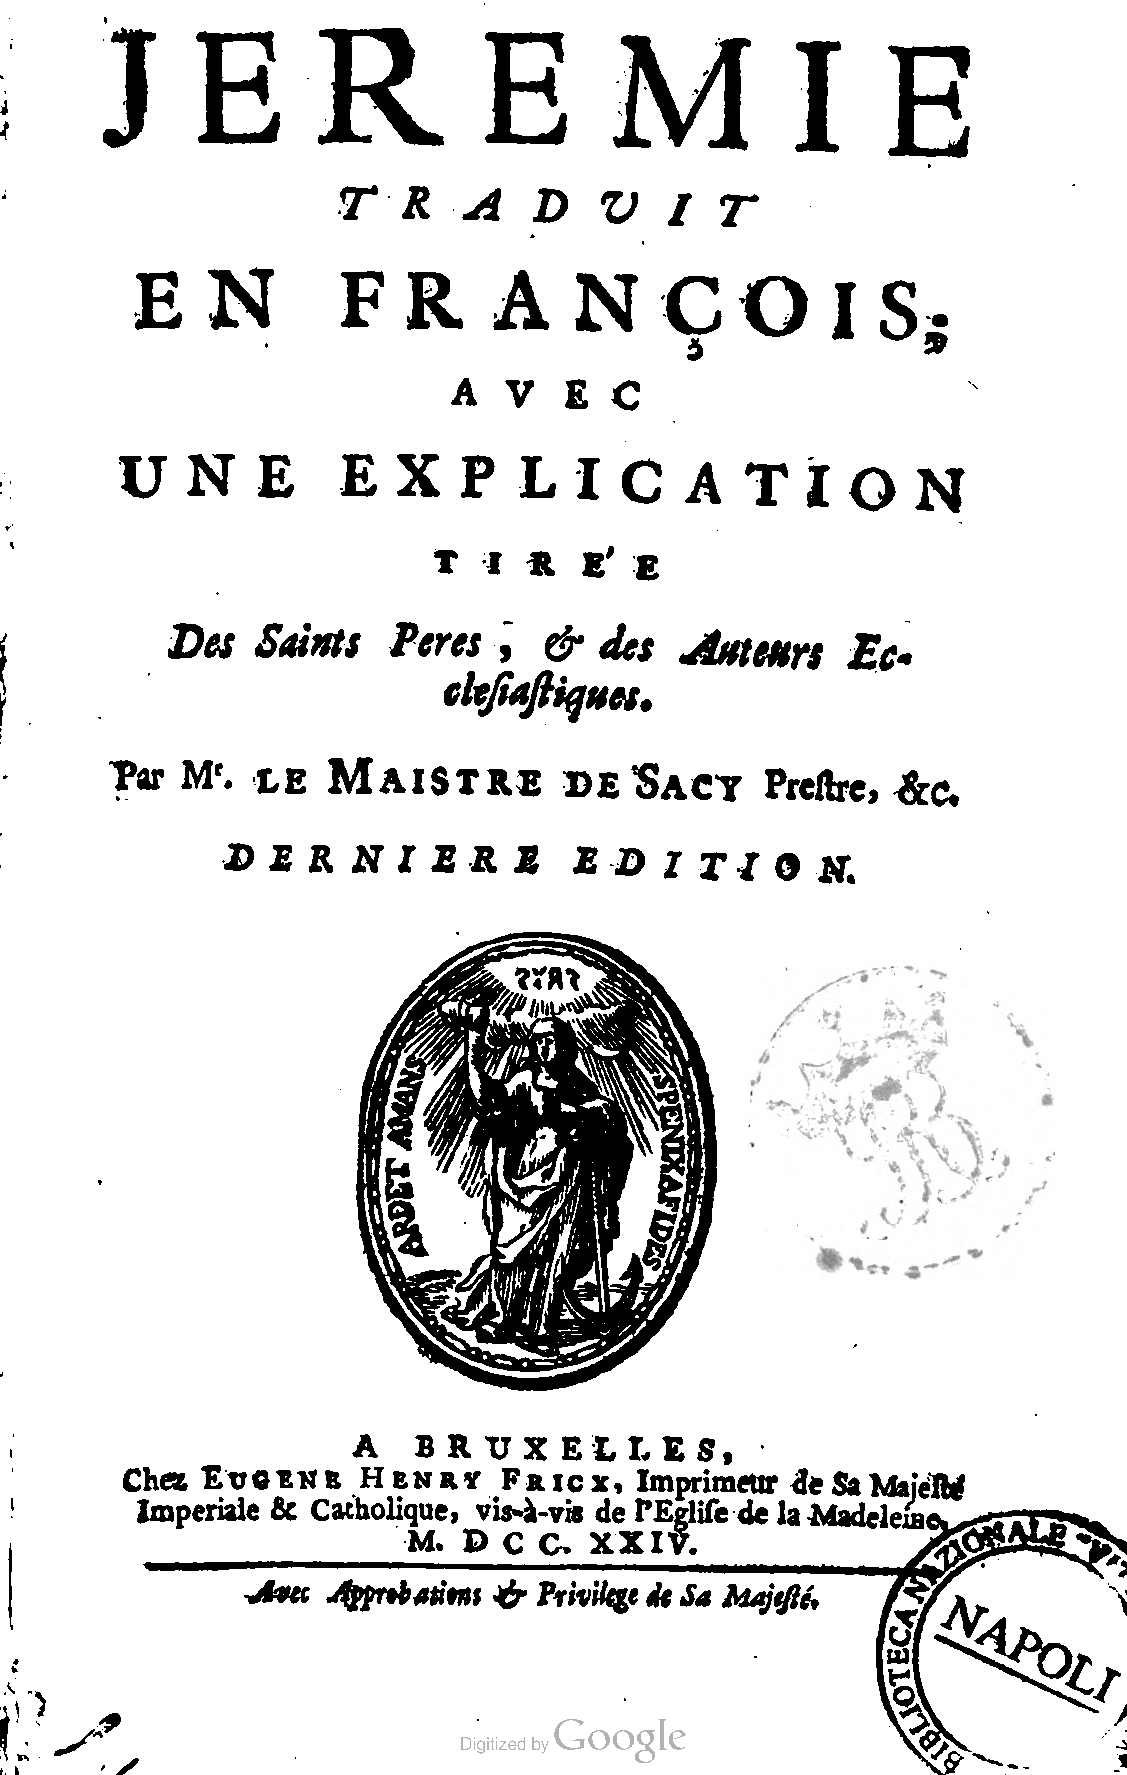 JEREMIE
TRADUIT
EN FRANÇOIS,
AVEC
UNE EXPLICATION
TIRE'E
Des Saints Peres, & des Auteurs Ec-
cleſiaſtiques.
Par Mr. LE MAISTRE DE SACY Preſtre, &c.
DERNIERE EDITION.
ARDET AMANS
SPE NIXA FIDES
A BRUXELLES,
Chez EUGENE HENRY FRICX, Imprimeur de Sa Majeſté
Imperiale & Catholique, vis-à-vis de l'Egliſe de la Madeleine,
M. DCC. XXIV.
Avec Approbations & Privilege de Sa Majeſté.
BIBLIOTECA NAZIONALE
NAPOLI
Digitized by Google